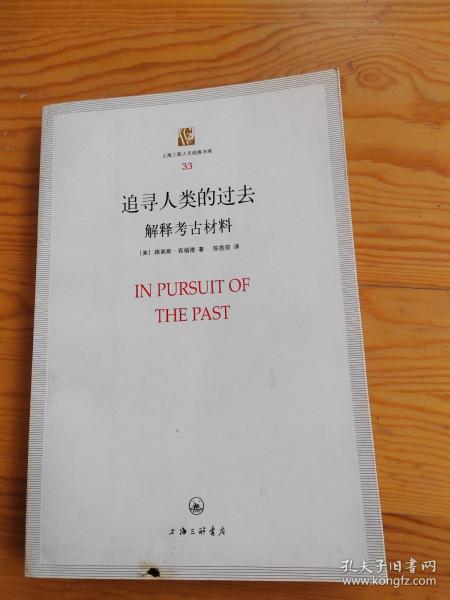 上海三联人文经典书库
33
追寻人类的过去
解释考古材料
[美] 路易斯·宾福德 著 陈胜前 译
IN PURSUIT OF
THE PAST
上海三联书店
孔夫子旧书网
www.kongfz.com